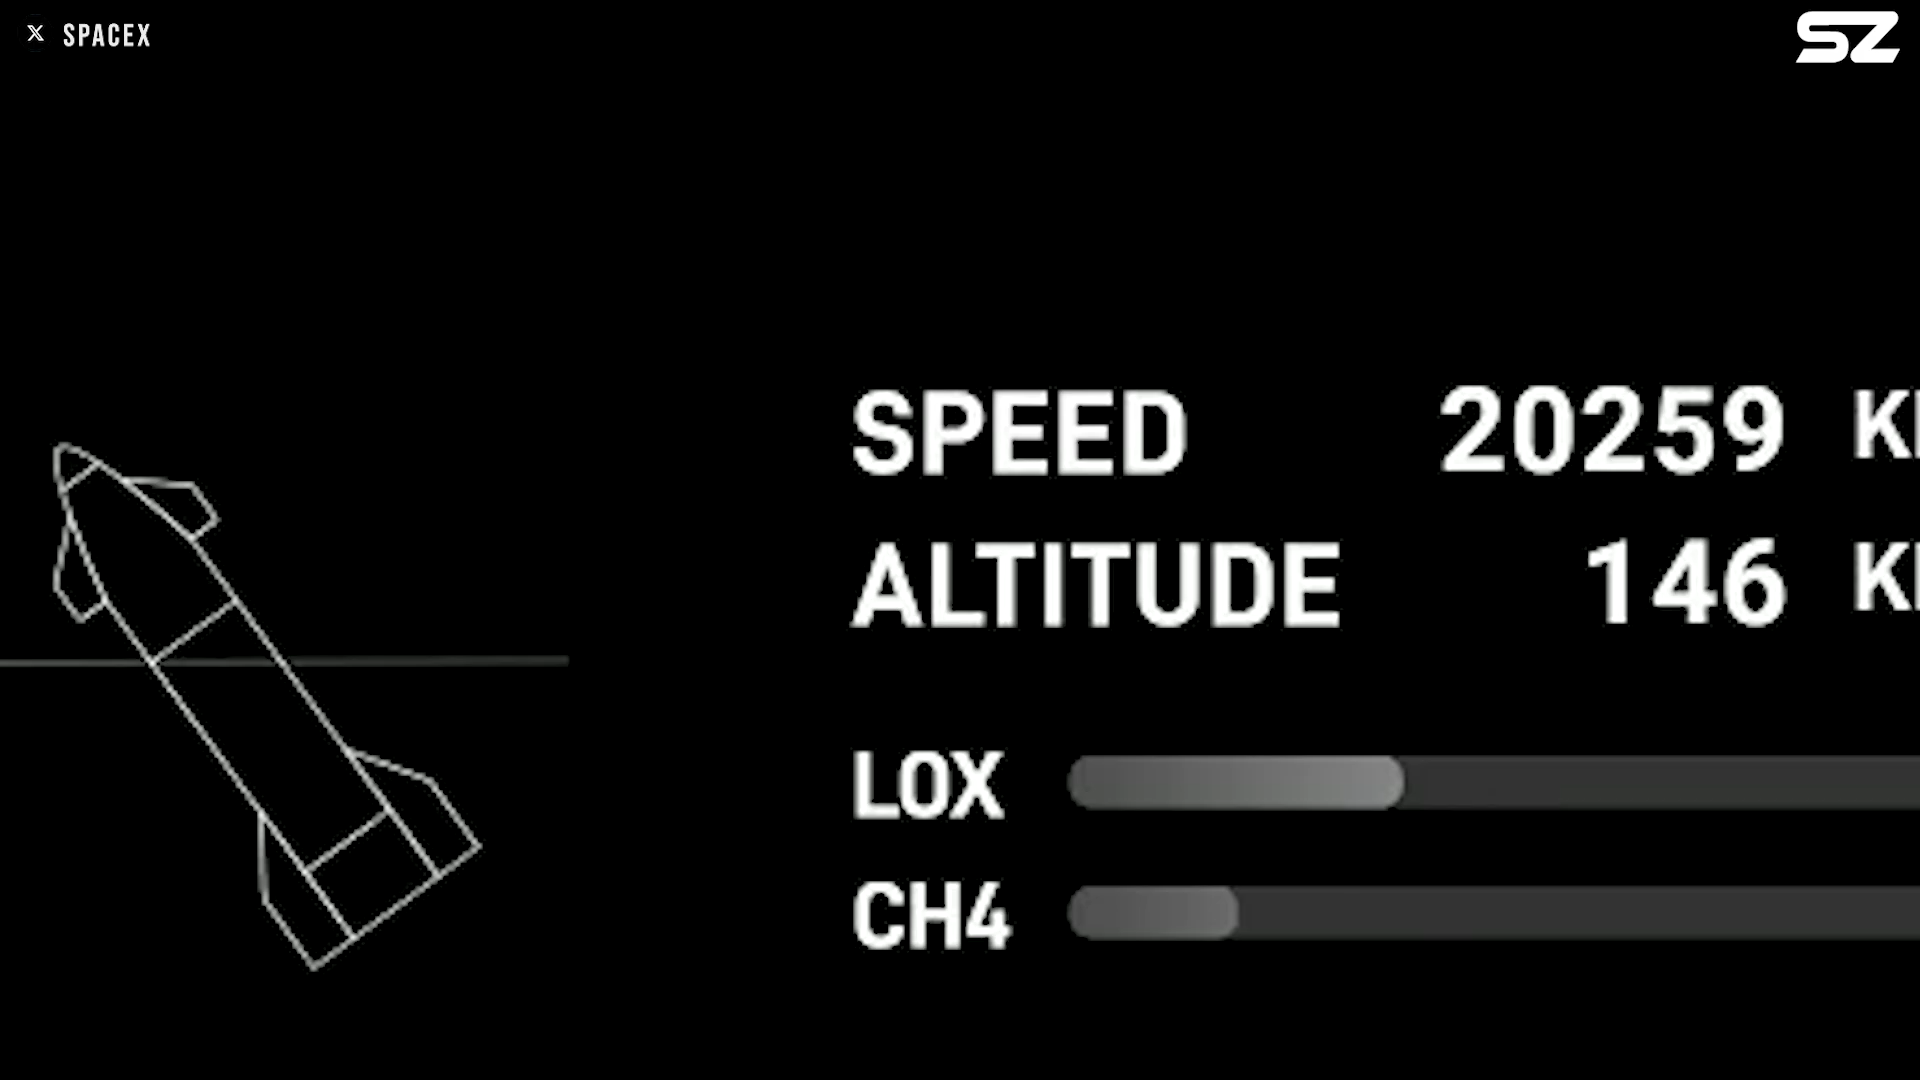 X SPACEX
SZ
SPEED 20259 K
ALTITUDE 146 K
LOX
CH4